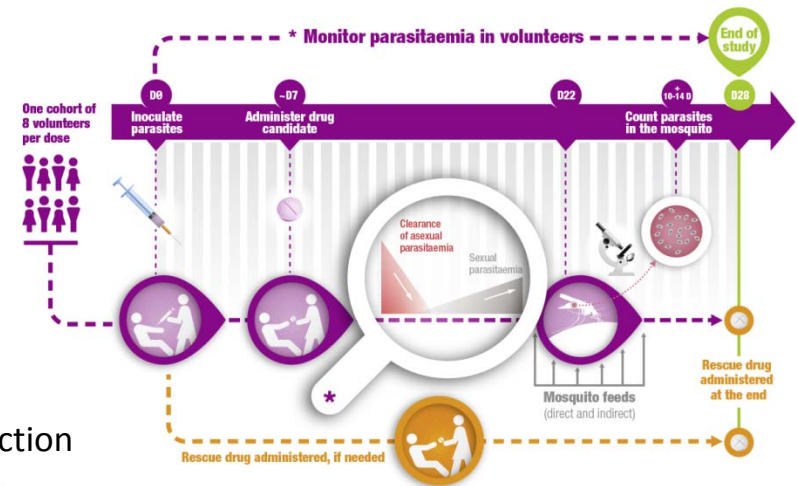 * Monitor parasitaemia in volunteers
End of
study
One cohort of
8 volunteers
per dose
D0
~D7
D22
+
10-14 D
D28
Inoculate
parasites
Administer drug
candidate
Count parasites
in the mosquito
Clearance
of asexual
parasitaemia
Sexual
parasitaemia
*
Mosquito feeds
(direct and indirect)
Rescue drug
administered
at the end
ction
Rescue drug administered, if needed